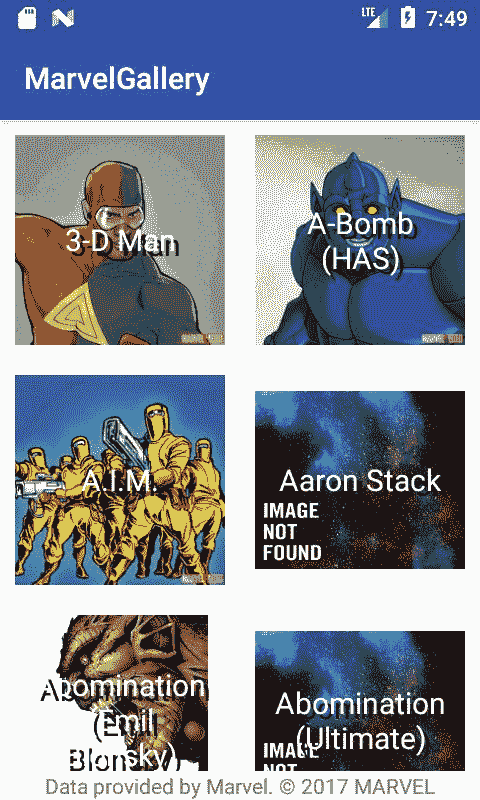 LTE 7:49
MarvelGallery
3-D Man
A-Bomb
(HAS)
A.I.M.
Aaron Stack
IMAGE
NOT
FOUND
Abomination
(Emil
Blonsky)
Abomination
(Ultimate)
IMAGE
NOT
Data provided by Marvel. © 2017 MARVEL